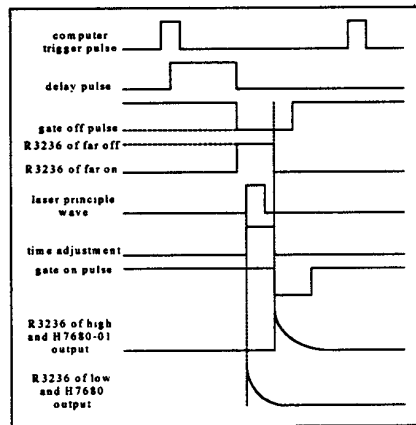 computer
trigger pulse
delay pulse
gate off pulse
R3236 of far off
R3236 of far on
laser principle
wave
time adjustment
gate on pulse
R3236 of high
and H7680-01
output
R3236 of low
and H7680
output